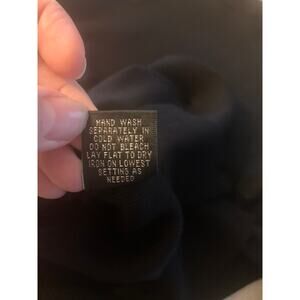 HAND WASH
SEPARATELY IN
COLD WATER
DO NOT BLEACH
LAY FLAT TO DRY
IRON ON LOWEST
SETTING AS
NEEDED